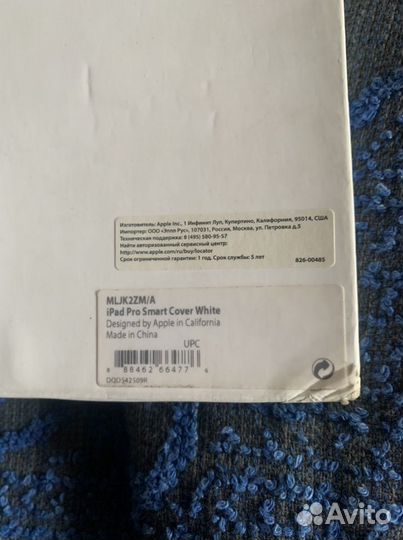 Изготовитель: Apple Inc., 1 Инфинит Луп, Купертино, Калифорния, 95014, США
Импортер: ООО «Эппл Рус», 107031, Россия, Москва, ул. Петровка д.5
Техническая поддержка: 8 (495) 580-95-57
Найти авторизованный сервисный центр:
http://www.apple.com/ru/buy/locator
Срок ограниченной гарантии: 1 год. Срок службы: 5 лет 826-00485
MLJK2ZM/A
iPad Pro Smart Cover White
Designed by Apple in California
Made in China
UPC
8 88462 66477 6
DQD542509R
Avito